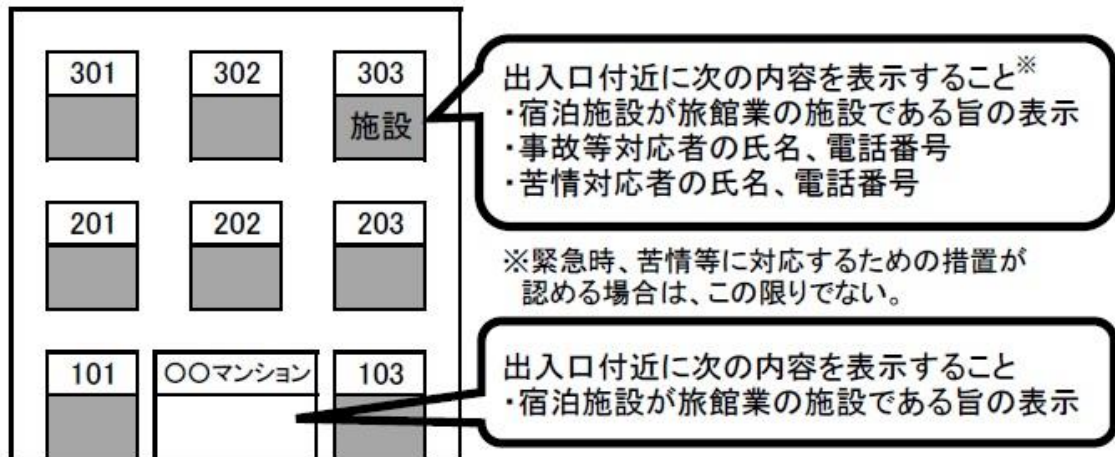 301
302
303
施設
出入口付近に次の内容を表示すること※
・宿泊施設が旅館業の施設である旨の表示
・事故等対応者の氏名、電話番号
・苦情対応者の氏名、電話番号
201
202
203
※緊急時、苦情等に対応するための措置が
認める場合は、この限りでない。
101
〇〇マンション
103
出入口付近に次の内容を表示すること
・宿泊施設が旅館業の施設である旨の表示